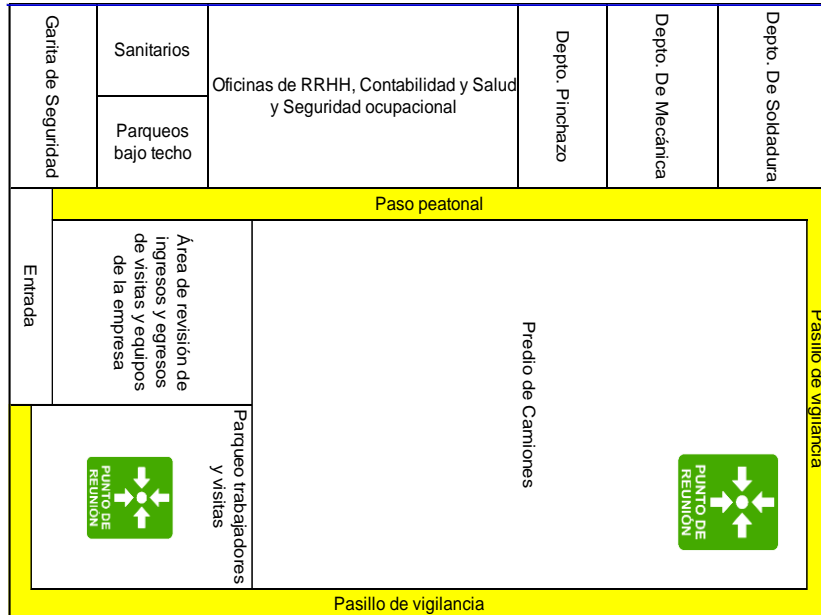 Garita de Seguridad
Sanitarios
Parqueos
bajo techo
Oficinas de RRHH, Contabilidad y Salud
y Seguridad ocupacional
Depto. Pinchazo
Depto. De Mecánica
Depto. De Soldadura
Paso peatonal
Entrada
Área de revisión de
ingresos y egresos
de visitas y equipos
de la empresa
Predio de Camiones
Pasillo de vigilancia
Parqueo trabajadores
y visitas
PUNTO DE
REUNIÓN
PUNTO DE
REUNIÓN
Pasillo de vigilancia